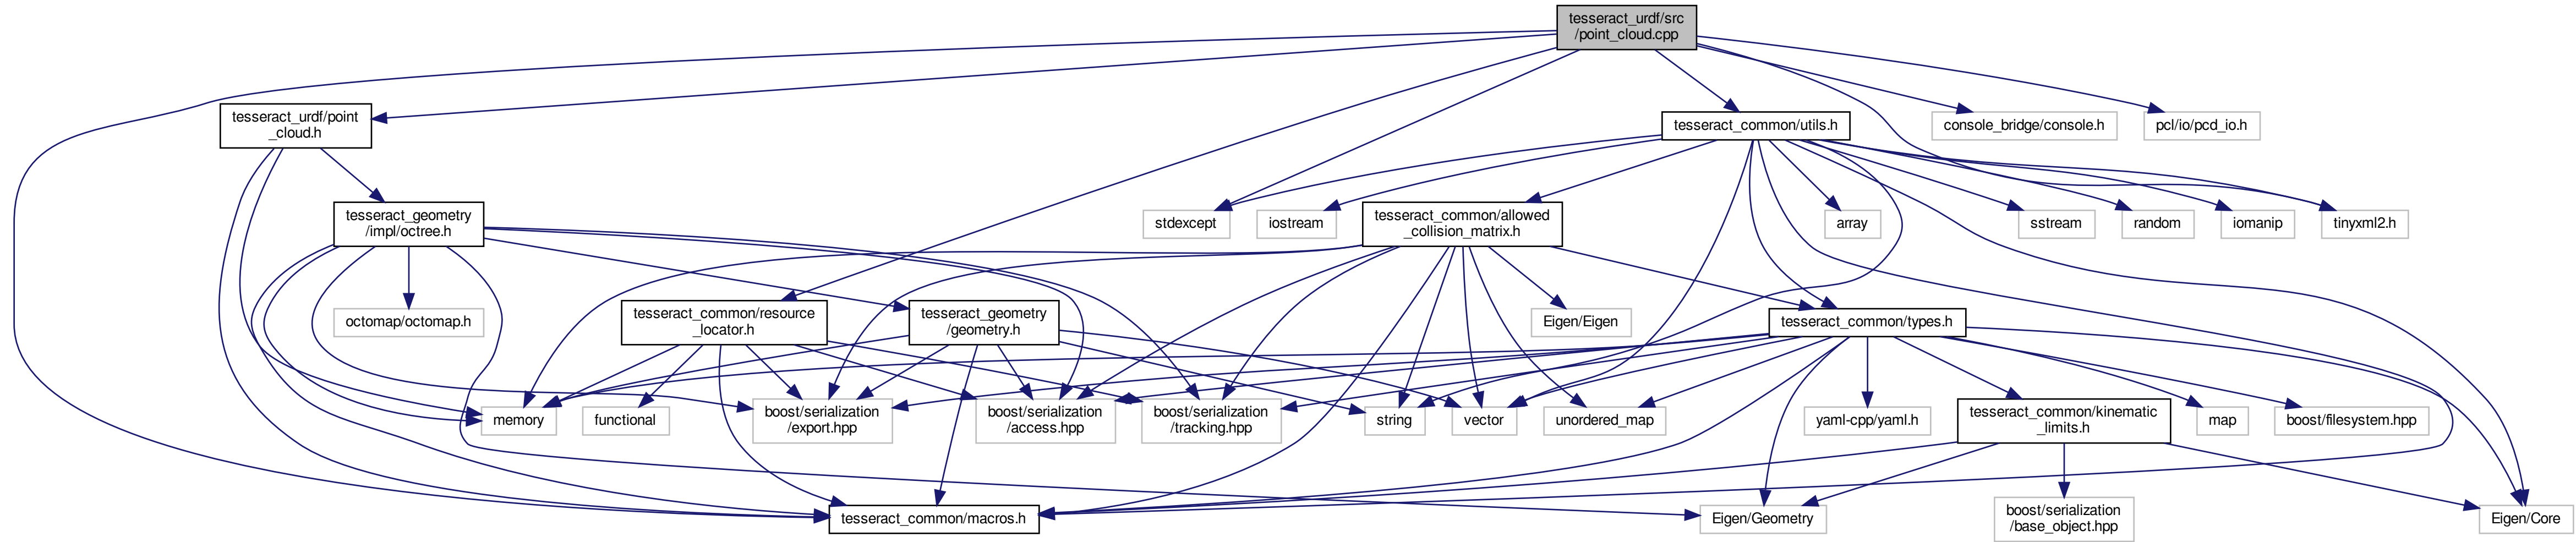 tesseract_urdf/src
/point_cloud.cpp
tesseract_urdf/point
_cloud.h
tesseract_common/utils.h
console_bridge/console.h
pcl/io/pcd_io.h
tesseract_geometry
/impl/octree.h
stdexcept
iostream
tesseract_common/allowed
_collision_matrix.h
array
sstream
random
iomanip
tinyxml2.h
octomap/octomap.h
tesseract_common/resource
_locator.h
tesseract_geometry
/geometry.h
Eigen/Eigen
tesseract_common/types.h
memory
functional
boost/serialization
/export.hpp
boost/serialization
/access.hpp
boost/serialization
/tracking.hpp
string
vector
unordered_map
yaml-cpp/yaml.h
tesseract_common/kinematic
_limits.h
map
boost/filesystem.hpp
tesseract_common/macros.h
Eigen/Geometry
boost/serialization
/base_object.hpp
Eigen/Core